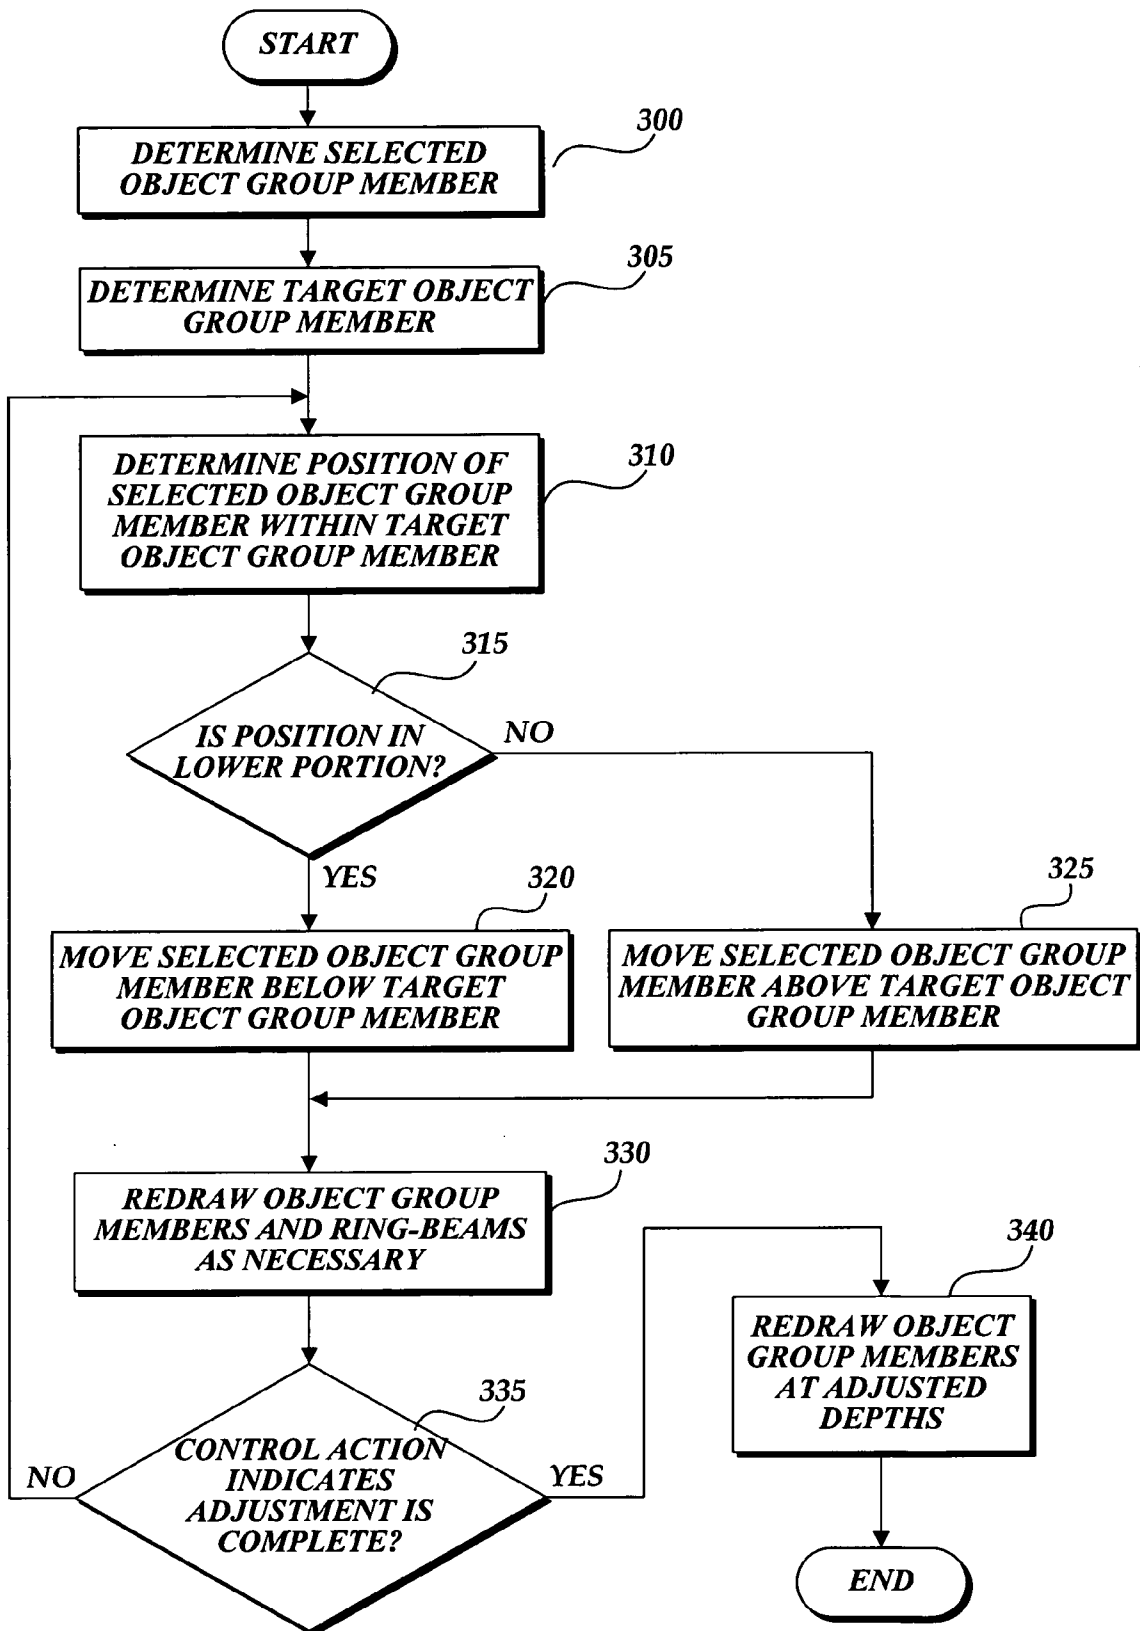 START
300
DETERMINE SELECTED
OBJECT GROUP MEMBER
305
DETERMINE TARGET OBJECT
GROUP MEMBER
310
DETERMINE POSITION OF
SELECTED OBJECT GROUP
MEMBER WITHIN TARGET
OBJECT GROUP MEMBER
315
IS POSITION IN
LOWER PORTION?
NO
YES
320
MOVE SELECTED OBJECT GROUP
MEMBER BELOW TARGET
OBJECT GROUP MEMBER
325
MOVE SELECTED OBJECT GROUP
MEMBER ABOVE TARGET OBJECT
GROUP MEMBER
330
REDRAW OBJECT GROUP
MEMBERS AND RING-BEAMS
AS NECESSARY
335
CONTROL ACTION
INDICATES
ADJUSTMENT IS
COMPLETE?
NO
YES
340
REDRAW OBJECT
GROUP MEMBERS
AT ADJUSTED
DEPTHS
END